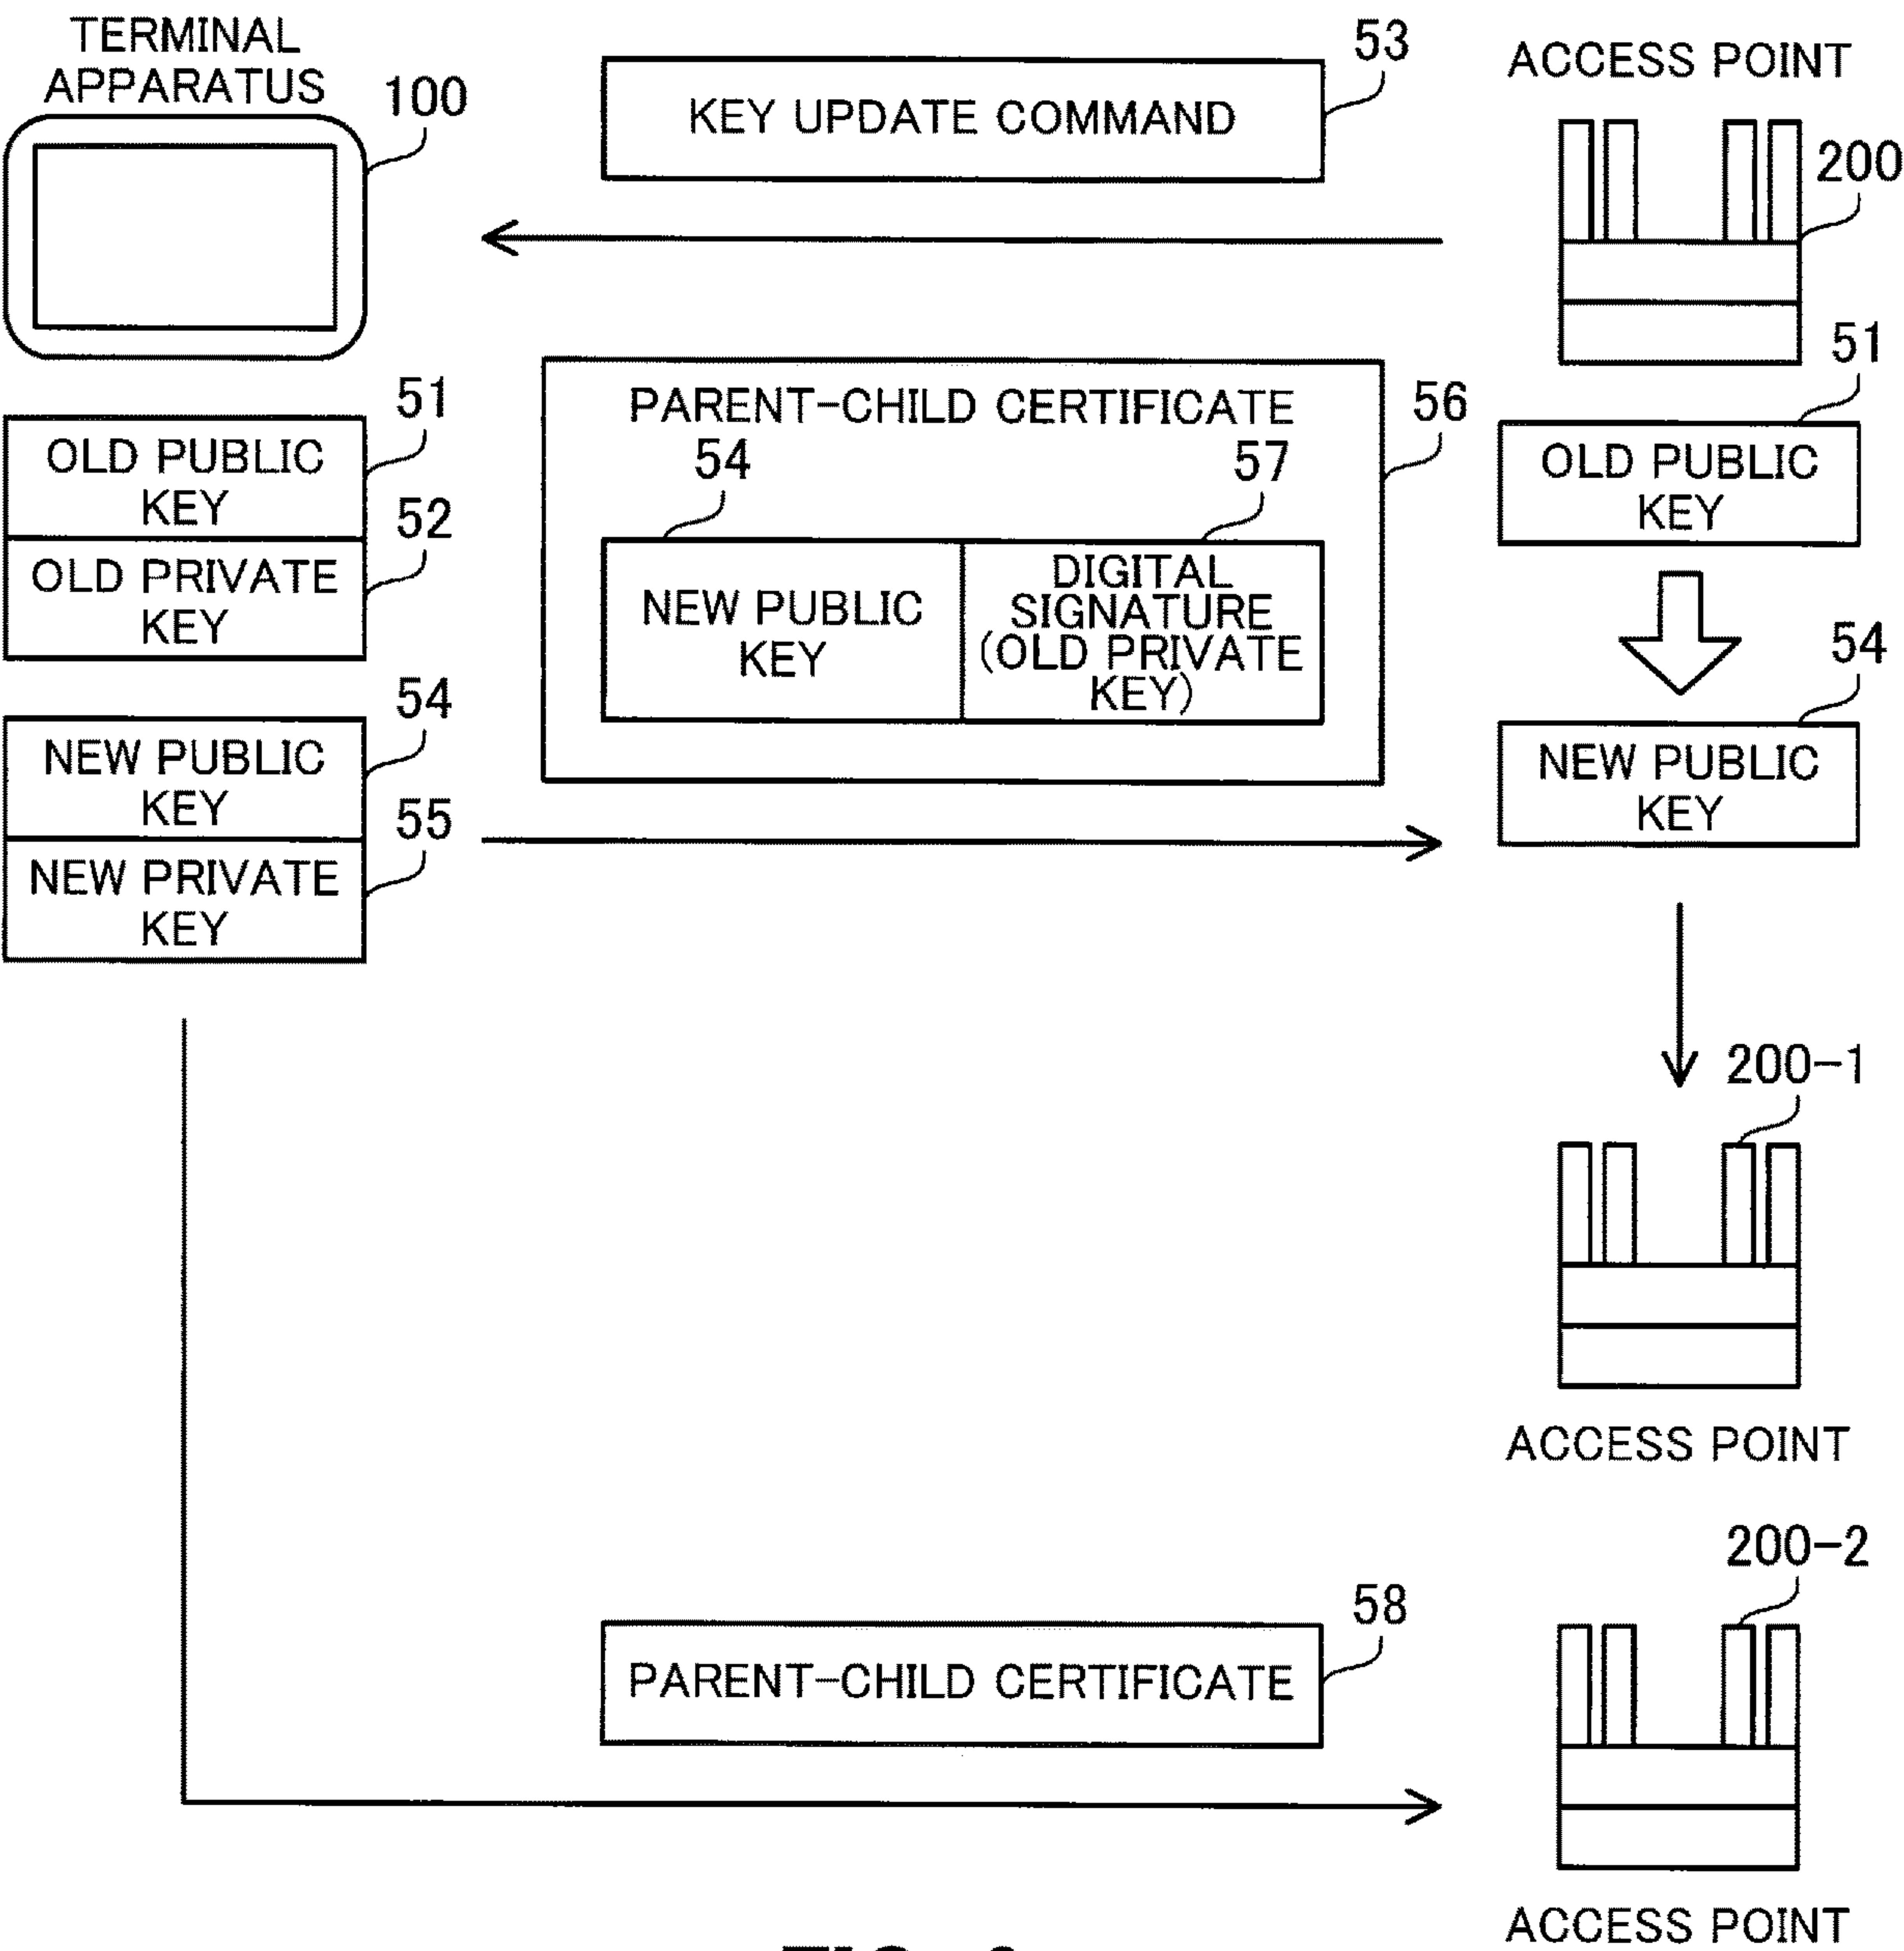 TERMINAL
APPARATUS
100
KEY UPDATE COMMAND
53
ACCESS POINT
200
51
OLD PUBLIC
KEY
52
OLD PRIVATE
KEY
54
NEW PUBLIC
KEY
55
NEW PRIVATE
KEY
PARENT-CHILD CERTIFICATE
56
54
57
NEW PUBLIC
KEY
DIGITAL
SIGNATURE
(OLD PRIVATE
KEY)
51
OLD PUBLIC
KEY
54
NEW PUBLIC
KEY
200-1
ACCESS POINT
58
PARENT-CHILD CERTIFICATE
200-2
ACCESS POINT